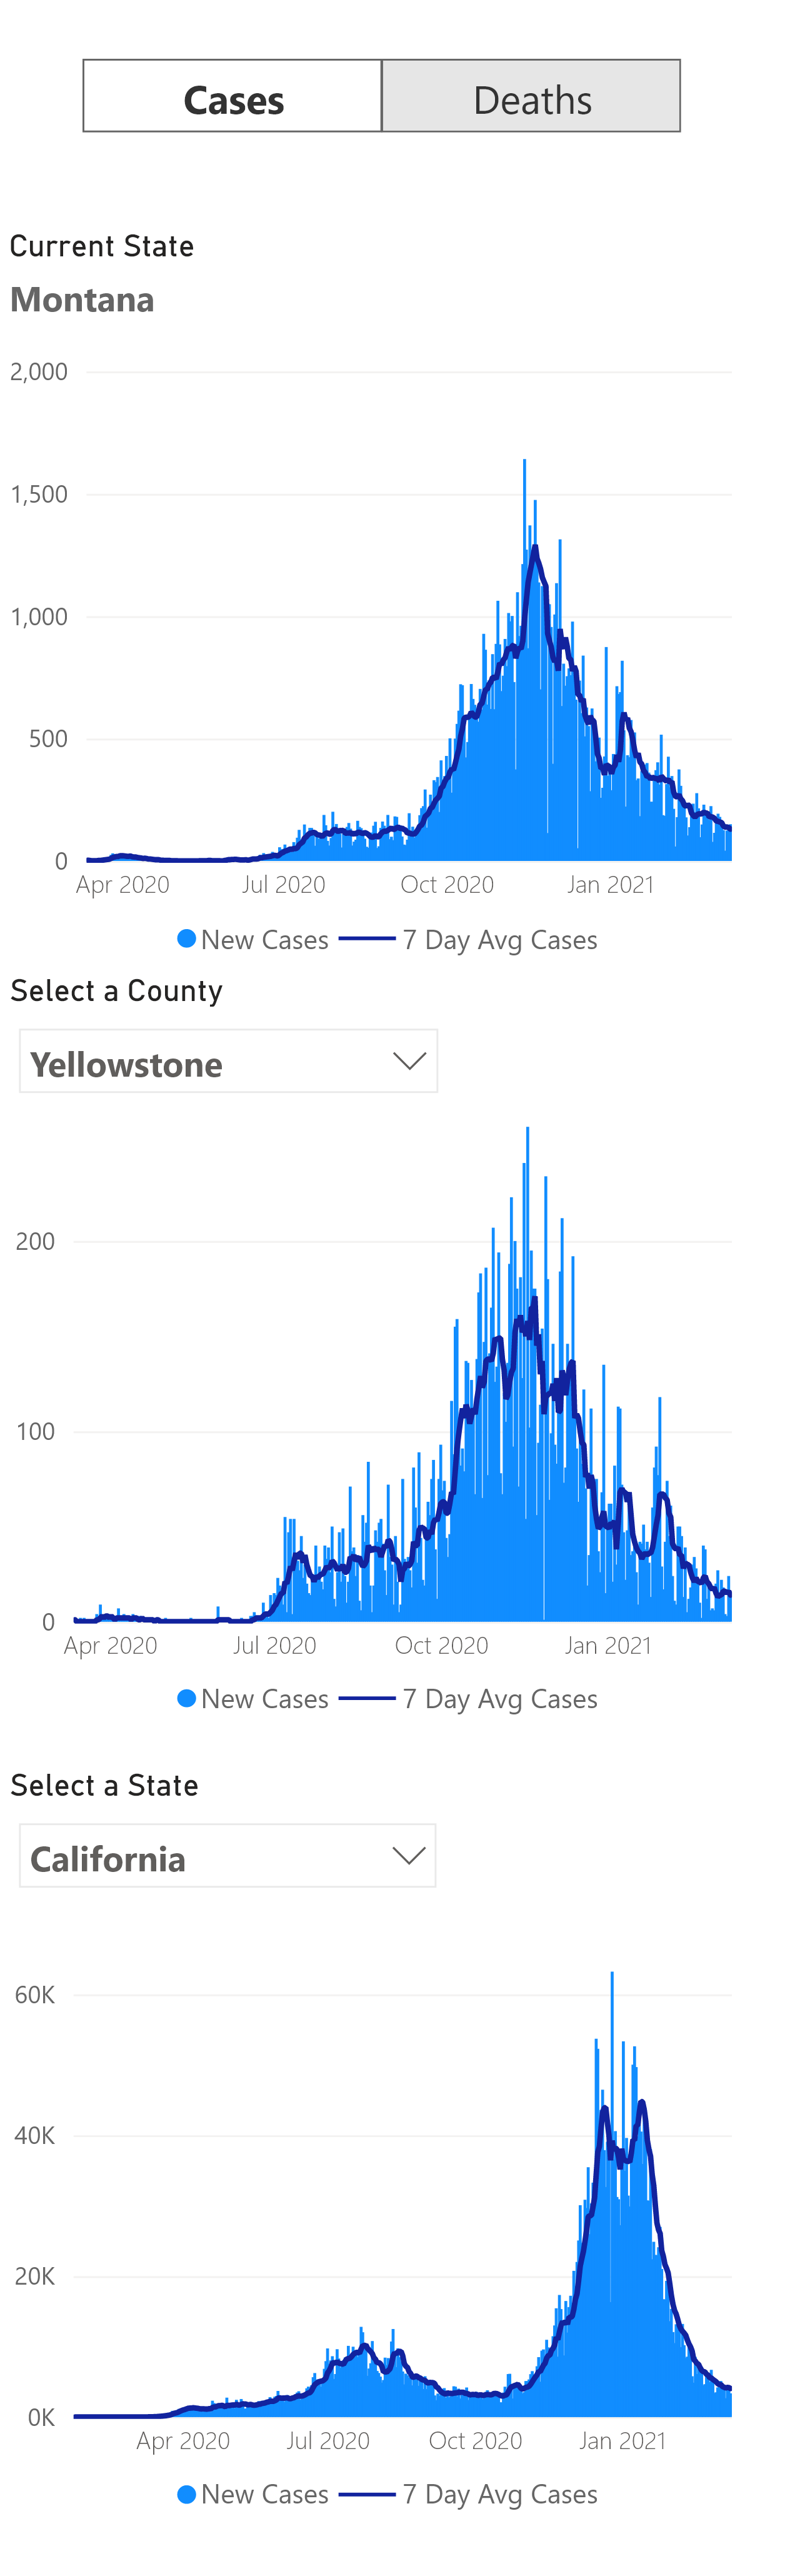 Cases Deaths
Current State
Montana
2,000
1,500
1,000
500
0
Apr 2020 Jul 2020 Oct 2020 Jan 2021
New Cases 7 Day Avg Cases
Select a County
Yellowstone
200
100
0
Apr 2020 Jul 2020 Oct 2020 Jan 2021
New Cases 7 Day Avg Cases
Select a State
California
60K
40K
20K
0K
Apr 2020 Jul 2020 Oct 2020 Jan 2021
New Cases 7 Day Avg Cases